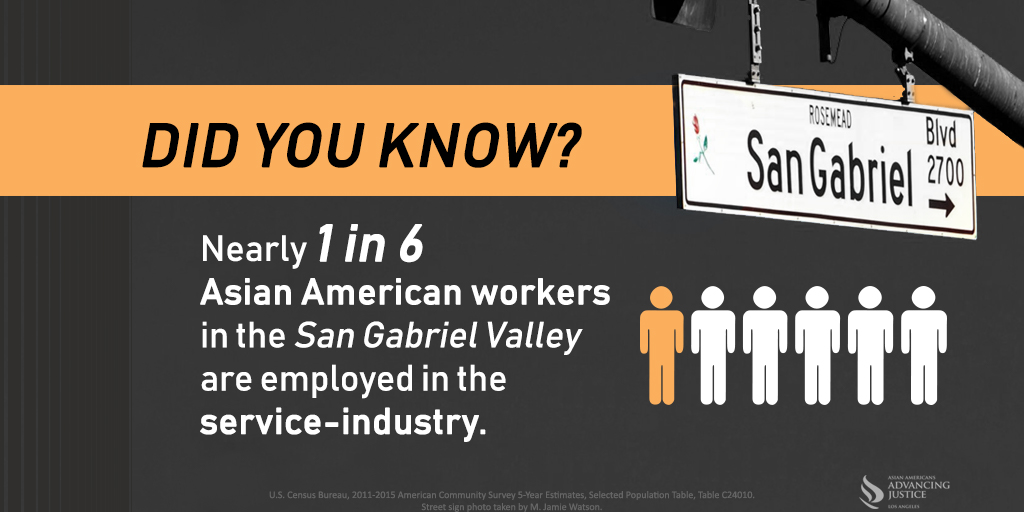 DID YOU KNOW?
ROSEMEAD
San Gabriel Blvd
2700
Nearly 1 in 6
Asian American workers
in the San Gabriel Valley
are employed in the
service-industry.
U.S. Census Bureau, 2011-2015 American Community Survey 5-Year Estimates, Selected Population Table, Table C24010.
Street sign photo taken by M. Jamie Watson.
ASIAN AMERICANS
ADVANCING
JUSTICE
LOS ANGELES